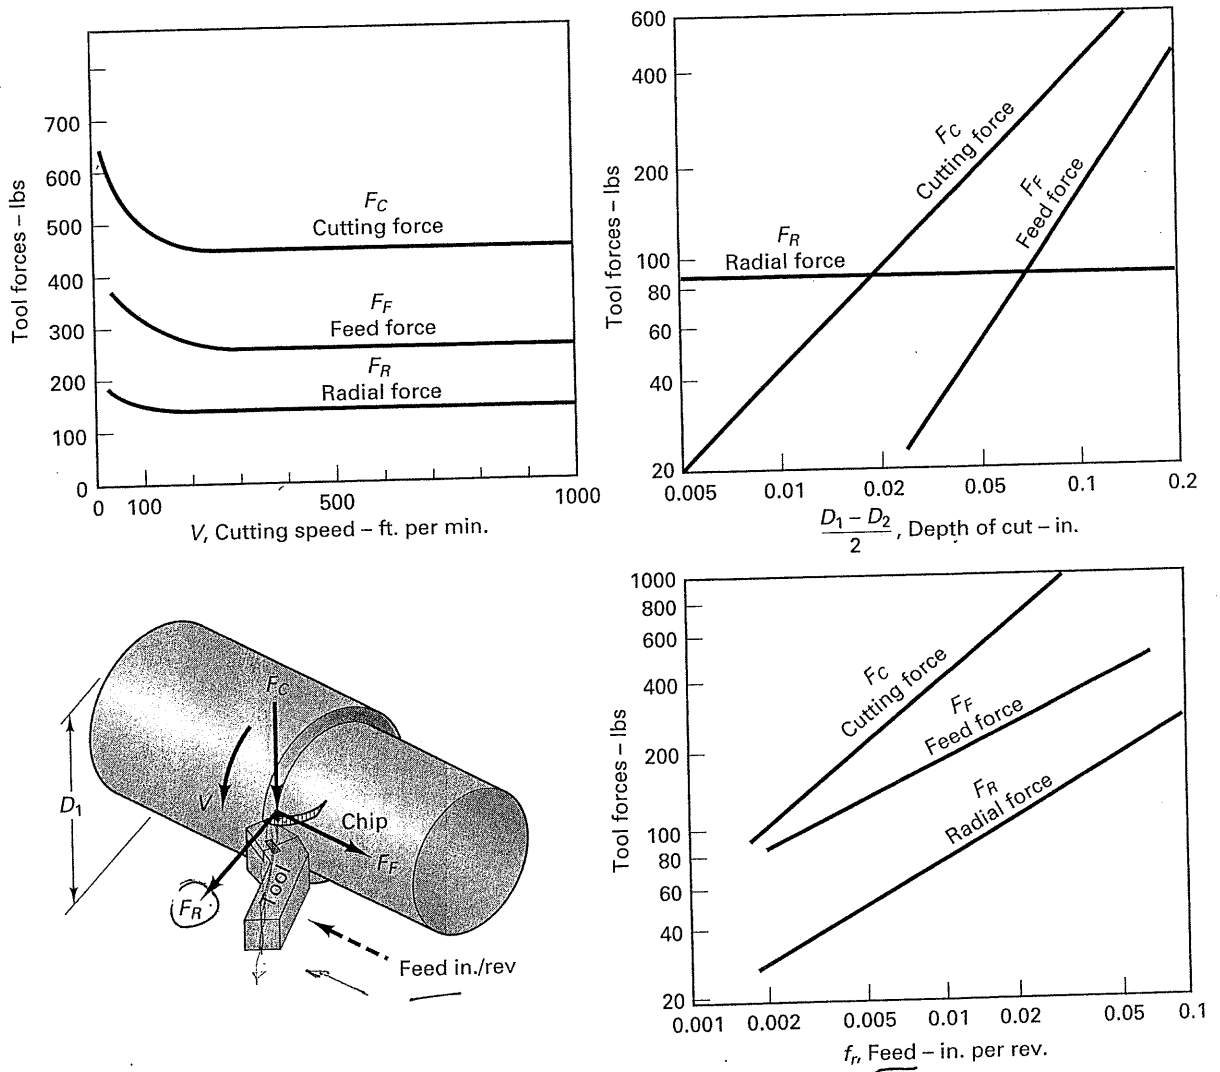 700
600
500
400
300
200
100
0
Tool forces – lbs
F_C
Cutting force
F_F
Feed force
F_R
Radial force
0 100 500 1000
V, Cutting speed – ft. per min.
600
400
200
100
80
60
40
20
Tool forces – lbs
F_C
Cutting force
F_F
Feed force
F_R
Radial force
0.005 0.01 0.02 0.05 0.1 0.2
D_1 – D_2
2
, Depth of cut – in.
D_1
F_C
V
Chip
F_F
Tool
F_R
Feed in./rev
1000
800
600
400
200
100
80
60
40
20
Tool forces – lbs
F_C
Cutting force
F_F
Feed force
F_R
Radial force
0.001 0.002 0.005 0.01 0.02 0.05 0.1
f_r, Feed – in. per rev.